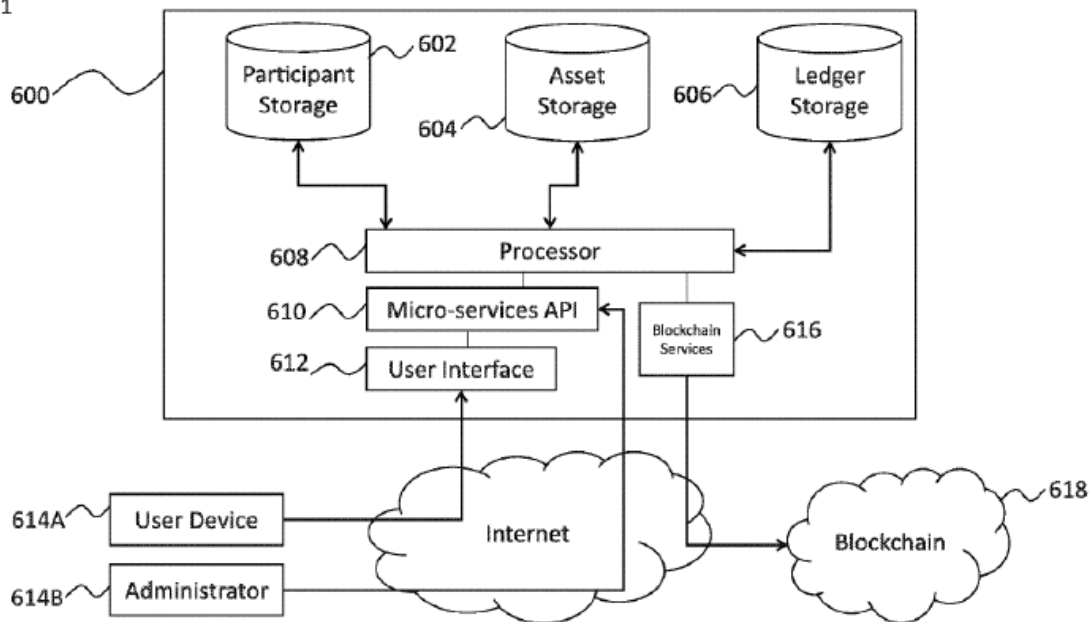 1
602
Participant
Storage
Asset
Storage
Ledger
Storage
600
604
606
608
Processor
610
Micro-services API
Blockchain
Services
616
612
User Interface
614A
User Device
Internet
618
Blockchain
614B
Administrator